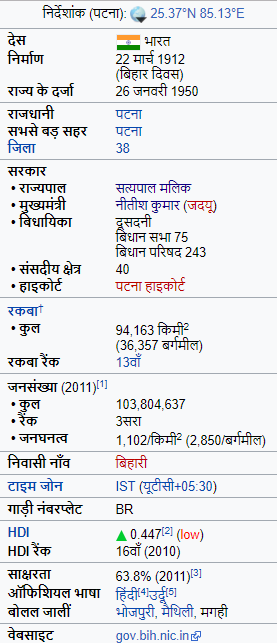 निर्देशांक (पटना): 25.37°N 85.13°E
देस भारत
निर्माण 22 मार्च 1912
(बिहार दिवस)
राज्य के दर्जा 26 जनवरी 1950
राजधानी पटना
सभसे बड़ सहर पटना
जिला 38
सरकार
• राज्यपाल सत्यपाल मलिक
• मुख्यमंत्री नीतीश कुमार (जदयू)
• बिधायिका दूसदनी
बिधान सभा 75
बिधान परिषद 243
• संसदीय क्षेत्र 40
• हाइकोर्ट पटना हाइकोर्ट
रकबा†
• कुल 94,163 किमी2
(36,357 बर्गमील)
रकबा रैंक 13वाँ
जनसंख्या (2011)[1]
• कुल 103,804,637
• रैंक 3सरा
• जनघनत्व 1,102/किमी2 (2,850/बर्गमील)
निवासी नाँव बिहारी
टाइम जोन IST (यूटीसी+05:30)
गाड़ी नंबरप्लेट BR
HDI ▲ 0.447[2] (low)
HDI रैंक 16वाँ (2010)
साक्षरता 63.8% (2011)[3]
ऑफिशियल भाषा हिंदी[4]उर्दू[5]
बोलल जालीं भोजपुरी, मैथिली, मगही
वेबसाइट gov.bih.nic.in